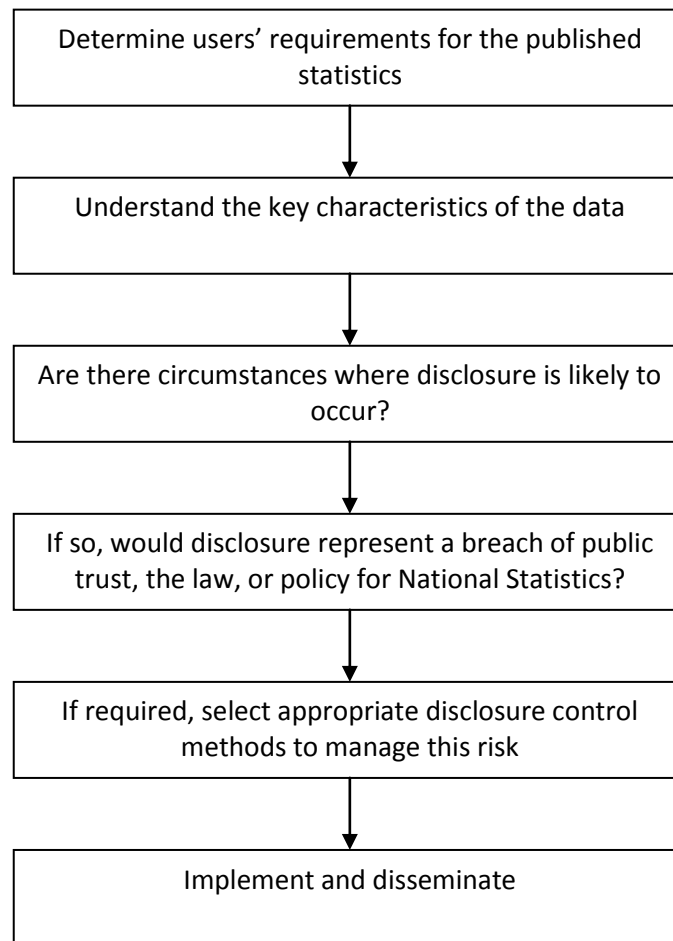 Determine users’ requirements for the published
statistics
Understand the key characteristics of the data
Are there circumstances where disclosure is likely to
occur?
If so, would disclosure represent a breach of public
trust, the law, or policy for National Statistics?
If required, select appropriate disclosure control
methods to manage this risk
Implement and disseminate